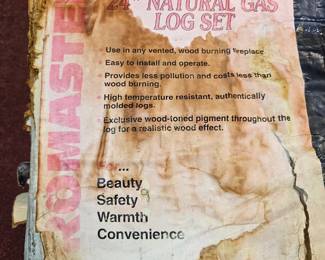 24" NATURAL GAS
LOG SET
Use in any vented, wood burning fireplace
Easy to install and operate.
Provides less pollution and costs less than
wood burning.
High temperature resistant, authentically
molded logs.
Exclusive wood-toned pigment throughout the
log for a realistic wood effect.
...
Beauty
Safety
Warmth
Convenience
ROMASTE